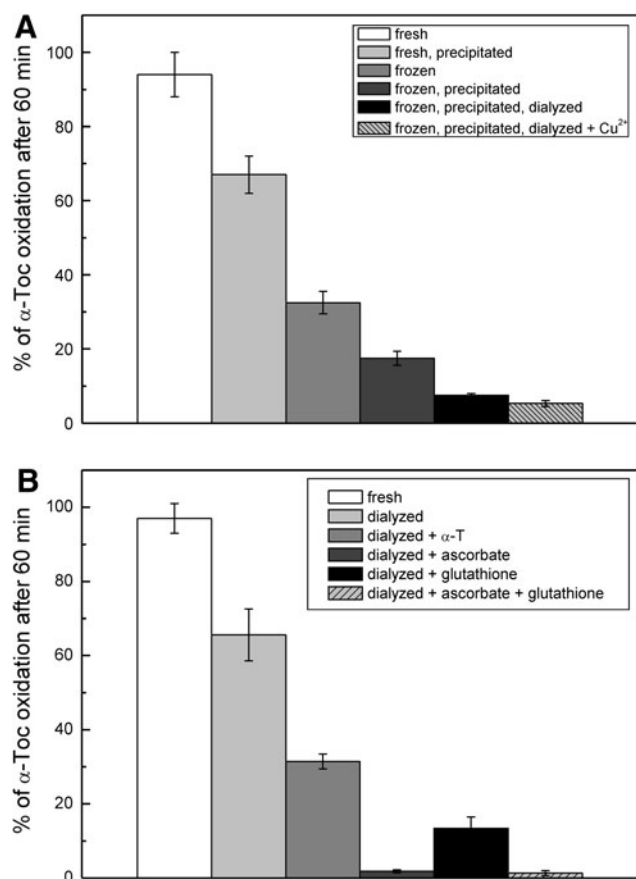 A
% of α-Toc oxidation after 60 min
100
80
60
40
20
0
fresh
fresh, precipitated
frozen
frozen, precipitated
frozen, precipitated, dialyzed
frozen, precipitated, dialyzed + Cu²⁺
B
% of α-Toc oxidation after 60 min
100
80
60
40
20
0
fresh
dialyzed
dialyzed + α-T
dialyzed + ascorbate
dialyzed + glutathione
dialyzed + ascorbate + glutathione